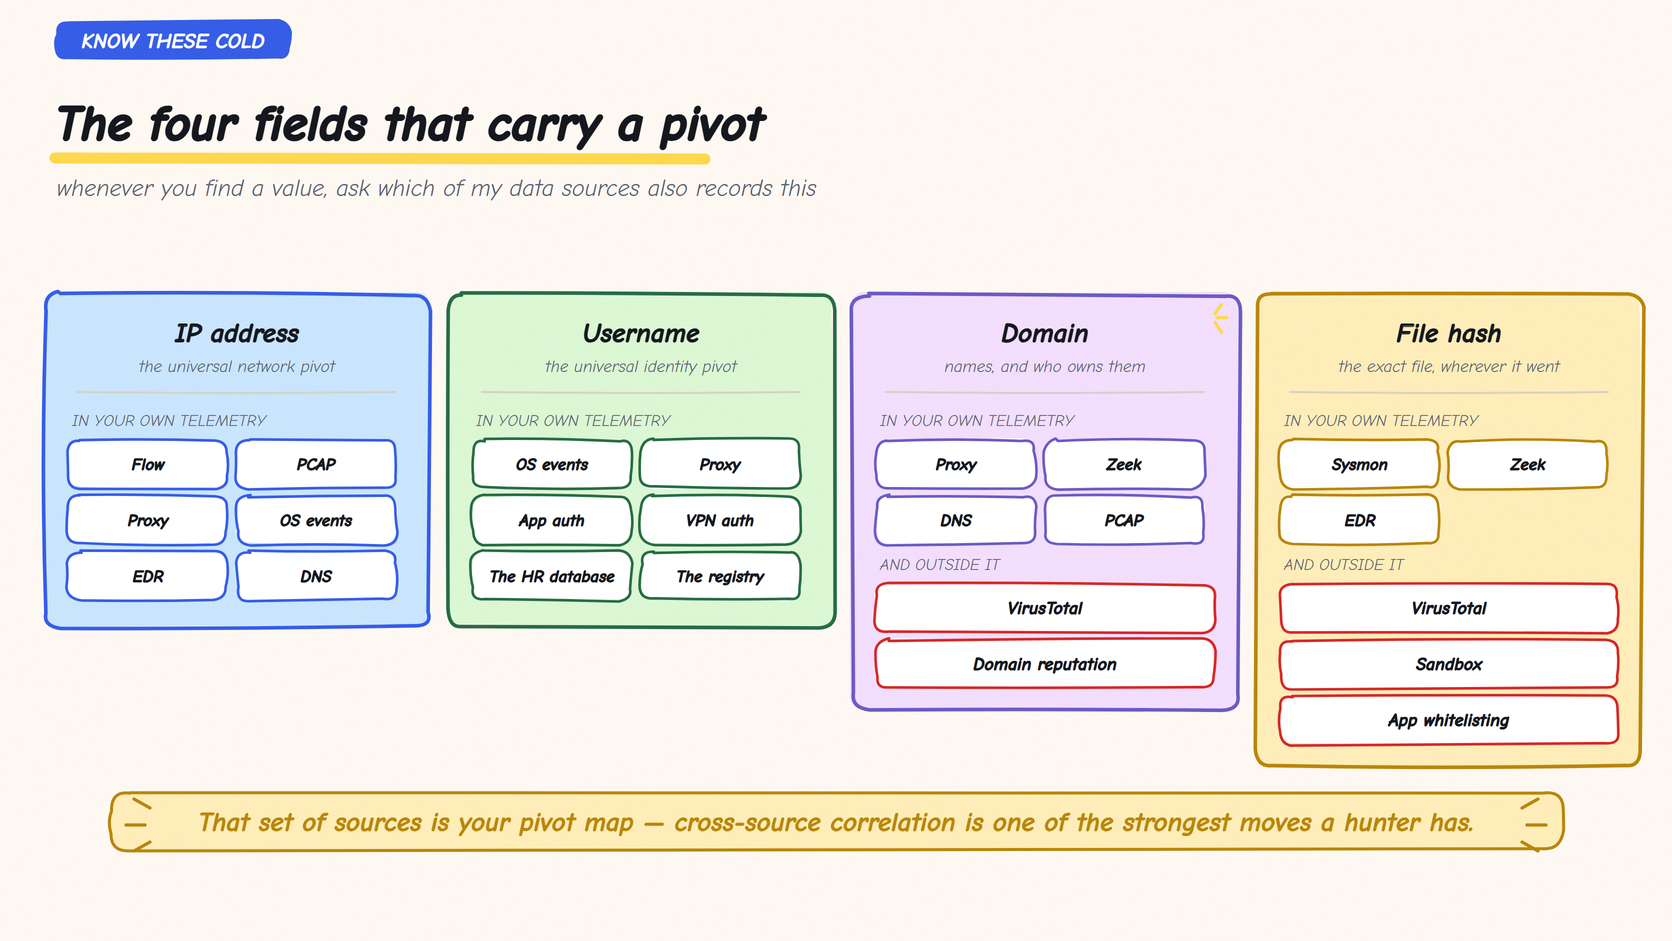 KNOW THESE COLD
The four fields that carry a pivot
whenever you find a value, ask which of my data sources also records this
IP address
the universal network pivot
IN YOUR OWN TELEMETRY
Flow
PCAP
Proxy
OS events
EDR
DNS
Username
the universal identity pivot
IN YOUR OWN TELEMETRY
OS events
Proxy
App auth
VPN auth
The HR database
The registry
Domain
names, and who owns them
IN YOUR OWN TELEMETRY
Proxy
Zeek
DNS
PCAP
AND OUTSIDE IT
VirusTotal
Domain reputation
File hash
the exact file, wherever it went
IN YOUR OWN TELEMETRY
Sysmon
Zeek
EDR
AND OUTSIDE IT
VirusTotal
Sandbox
App whitelisting
That set of sources is your pivot map — cross-source correlation is one of the strongest moves a hunter has.